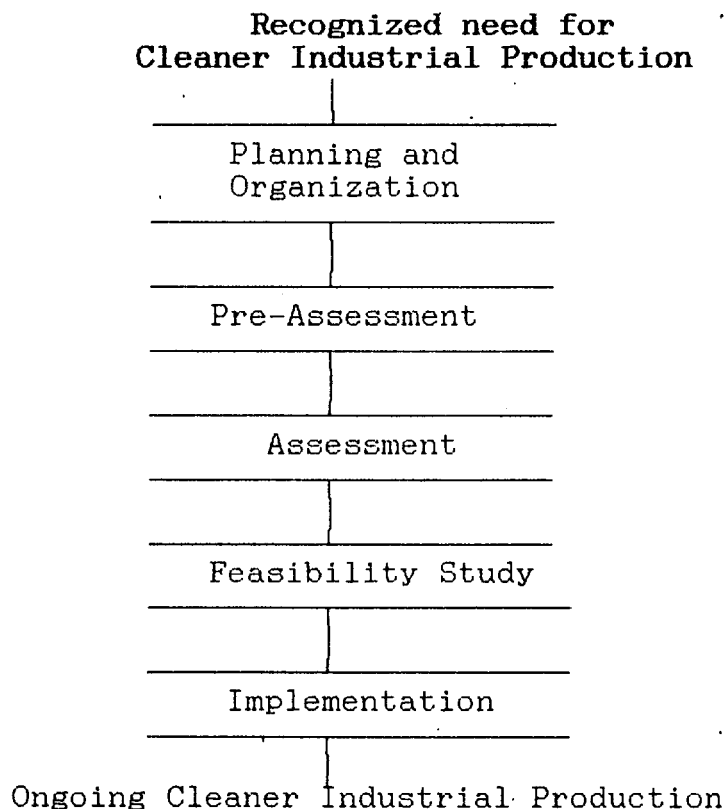 Recognized need for
Cleaner Industrial Production
Planning and
Organization
Pre-Assessment
Assessment
Feasibility Study
Implementation
Ongoing Cleaner Industrial Production